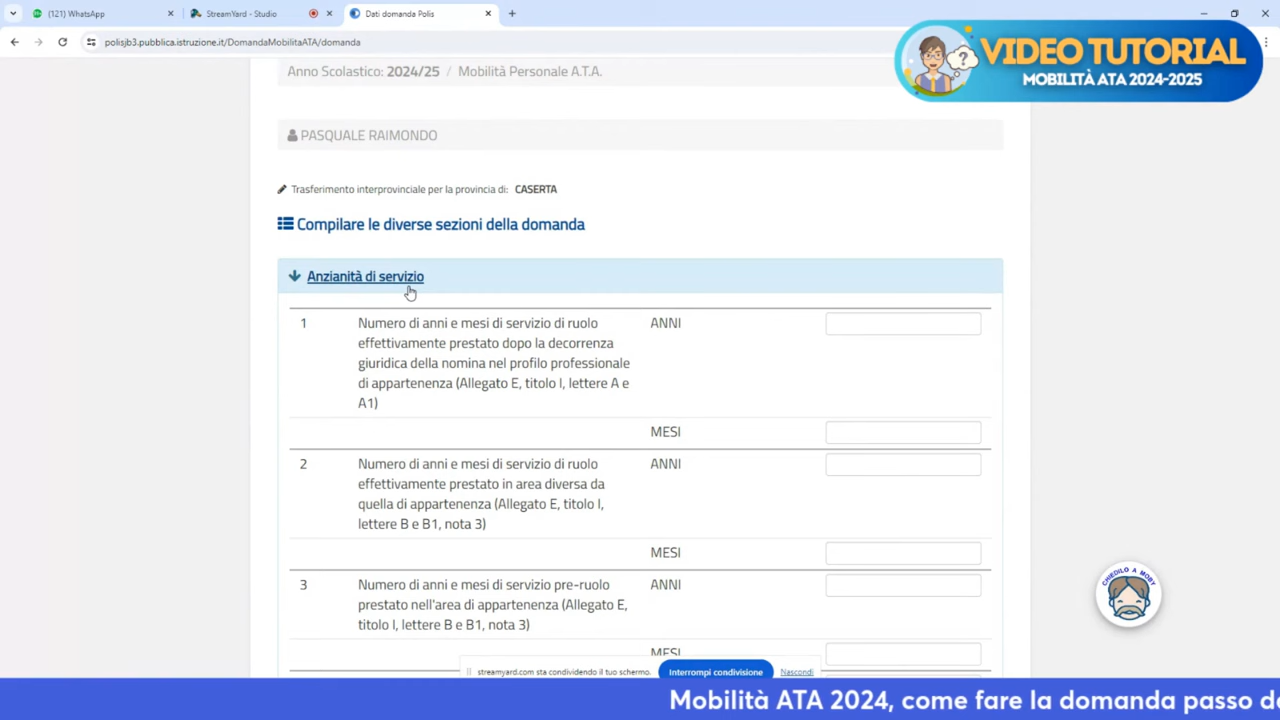 (121) WhatsApp
StreamYard - Studio
Dati domanda Polis
polisjb3.pubblica.istruzione.it/DomandaMobilitaATA/domanda
VIDEO TUTORIAL
MOBILITÀ ATA 2024-2025
Anno Scolastico: 2024/25 / Mobilità Personale A.T.A.
PASQUALE RAIMONDO
Trasferimento interprovinciale per la provincia di: CASERTA
Compilare le diverse sezioni della domanda
Anzianità di servizio
1 Numero di anni e mesi di servizio di ruolo ANNI
effettivamente prestato dopo la decorrenza
giuridica della nomina nel profilo professionale
di appartenenza (Allegato E, titolo I, lettere A e
A1)
MESI
2 Numero di anni e mesi di servizio di ruolo ANNI
effettivamente prestato in area diversa da
quella di appartenenza (Allegato E, titolo I,
lettere B e B1, nota 3)
MESI
3 Numero di anni e mesi di servizio pre-ruolo ANNI
prestato nell'area di appartenenza (Allegato E,
titolo I, lettere B e B1, nota 3)
MESI
CHIEDILO A MOBY
streamyard.com sta condividendo il tuo schermo. Interrompi condivisione Nascondi
Mobilità ATA 2024, come fare la domanda passo